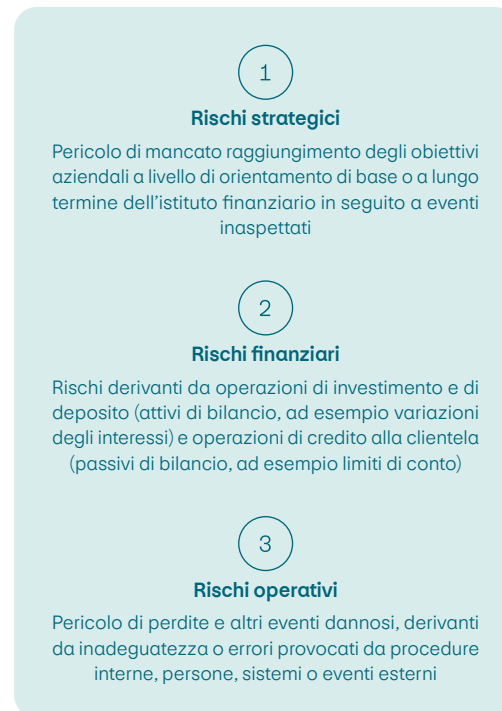 1
Rischi strategici
Pericolo di mancato raggiungimento degli obiettivi
aziendali a livello di orientamento di base o a lungo
termine dell’istituto finanziario in seguito a eventi
inaspettati
2
Rischi finanziari
Rischi derivanti da operazioni di investimento e di
deposito (attivi di bilancio, ad esempio variazioni
degli interessi) e operazioni di credito alla clientela
(passivi di bilancio, ad esempio limiti di conto)
3
Rischi operativi
Pericolo di perdite e altri eventi dannosi, derivanti
da inadeguatezza o errori provocati da procedure
interne, persone, sistemi o eventi esterni